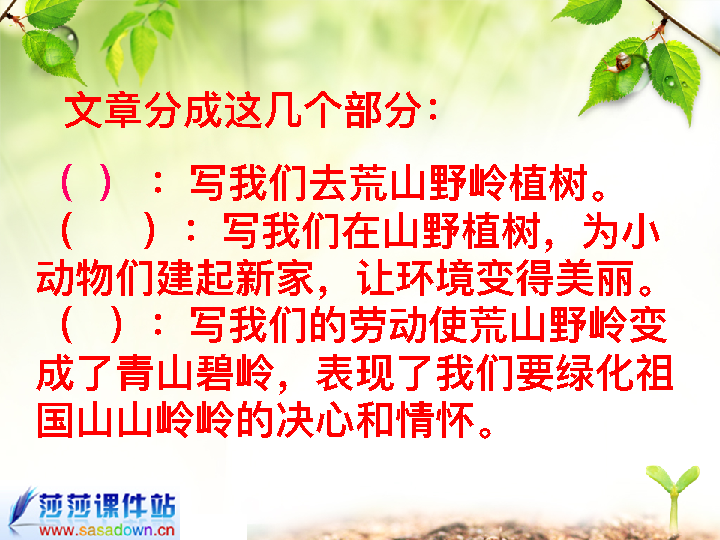 文章分成这几个部分：
（ ）：写我们去荒山野岭植树。
（ ）：写我们在山野植树，为小
动物们建起新家，让环境变得美丽。
（ ）：写我们的劳动使荒山野岭变
成了青山碧岭，表现了我们要绿化祖
国山山岭岭的决心和情怀。
莎莎课件站
www.sasadown.cn